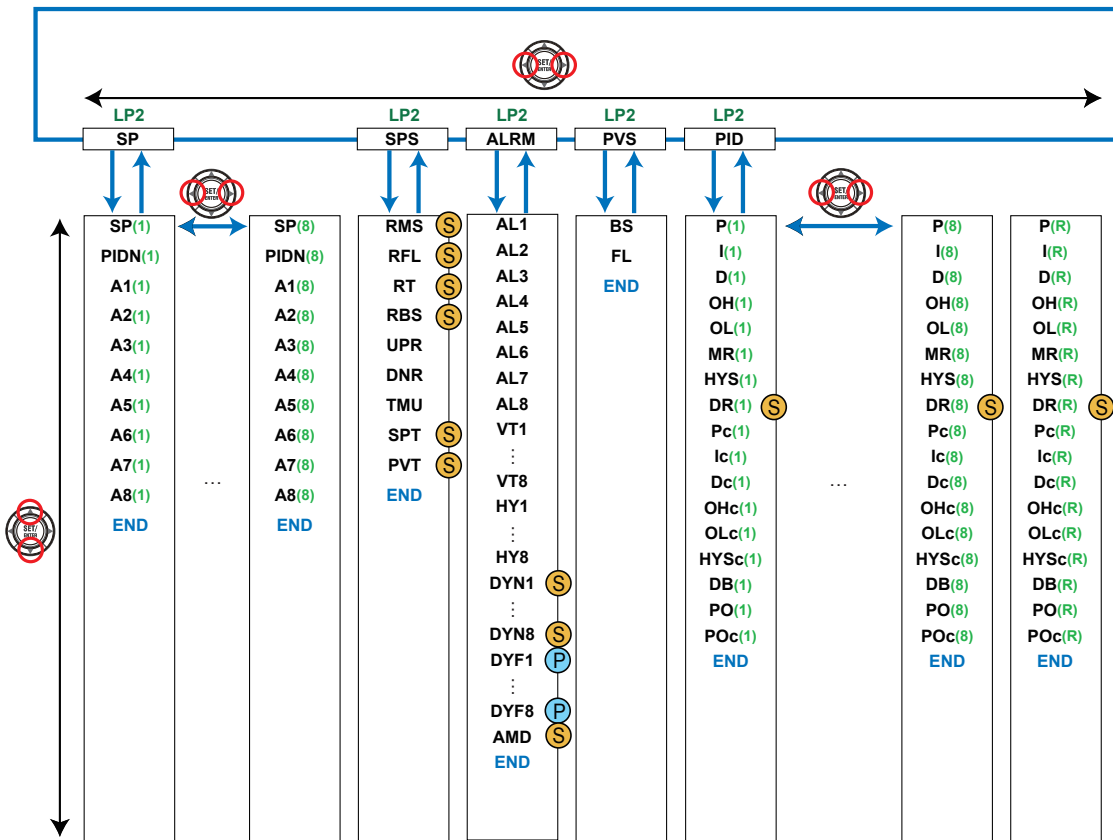 SET/
ENTER
LP2
SP
LP2
SPS
LP2
ALRM
LP2
PVS
LP2
PID
SET/
ENTER
SET/
ENTER
SET/
ENTER
SP(1)
PIDN(1)
A1(1)
A2(1)
A3(1)
A4(1)
A5(1)
A6(1)
A7(1)
A8(1)
END
...
SP(8)
PIDN(8)
A1(8)
A2(8)
A3(8)
A4(8)
A5(8)
A6(8)
A7(8)
A8(8)
END
RMS S
RFL S
RT S
RBS S
UPR
DNR
TMU
SPT S
PVT S
END
AL1
AL2
AL3
AL4
AL5
AL6
AL7
AL8
VT1
⋮
VT8
HY1
⋮
HY8
DYN1 S
⋮
DYN8 S
DYF1 P
⋮
DYF8 P
AMD S
END
BS
FL
END
P(1)
I(1)
D(1)
OH(1)
OL(1)
MR(1)
HYS(1)
DR(1) S
Pc(1)
Ic(1)
Dc(1)
OHc(1)
OLc(1)
HYSc(1)
DB(1)
PO(1)
POc(1)
END
...
P(8)
I(8)
D(8)
OH(8)
OL(8)
MR(8)
HYS(8)
DR(8) S
Pc(8)
Ic(8)
Dc(8)
OHc(8)
OLc(8)
HYSc(8)
DB(8)
PO(8)
POc(8)
END
P(R)
I(R)
D(R)
OH(R)
OL(R)
MR(R)
HYS(R)
DR(R) S
Pc(R)
Ic(R)
Dc(R)
OHc(R)
OLc(R)
HYSc(R)
DB(R)
PO(R)
POc(R)
END